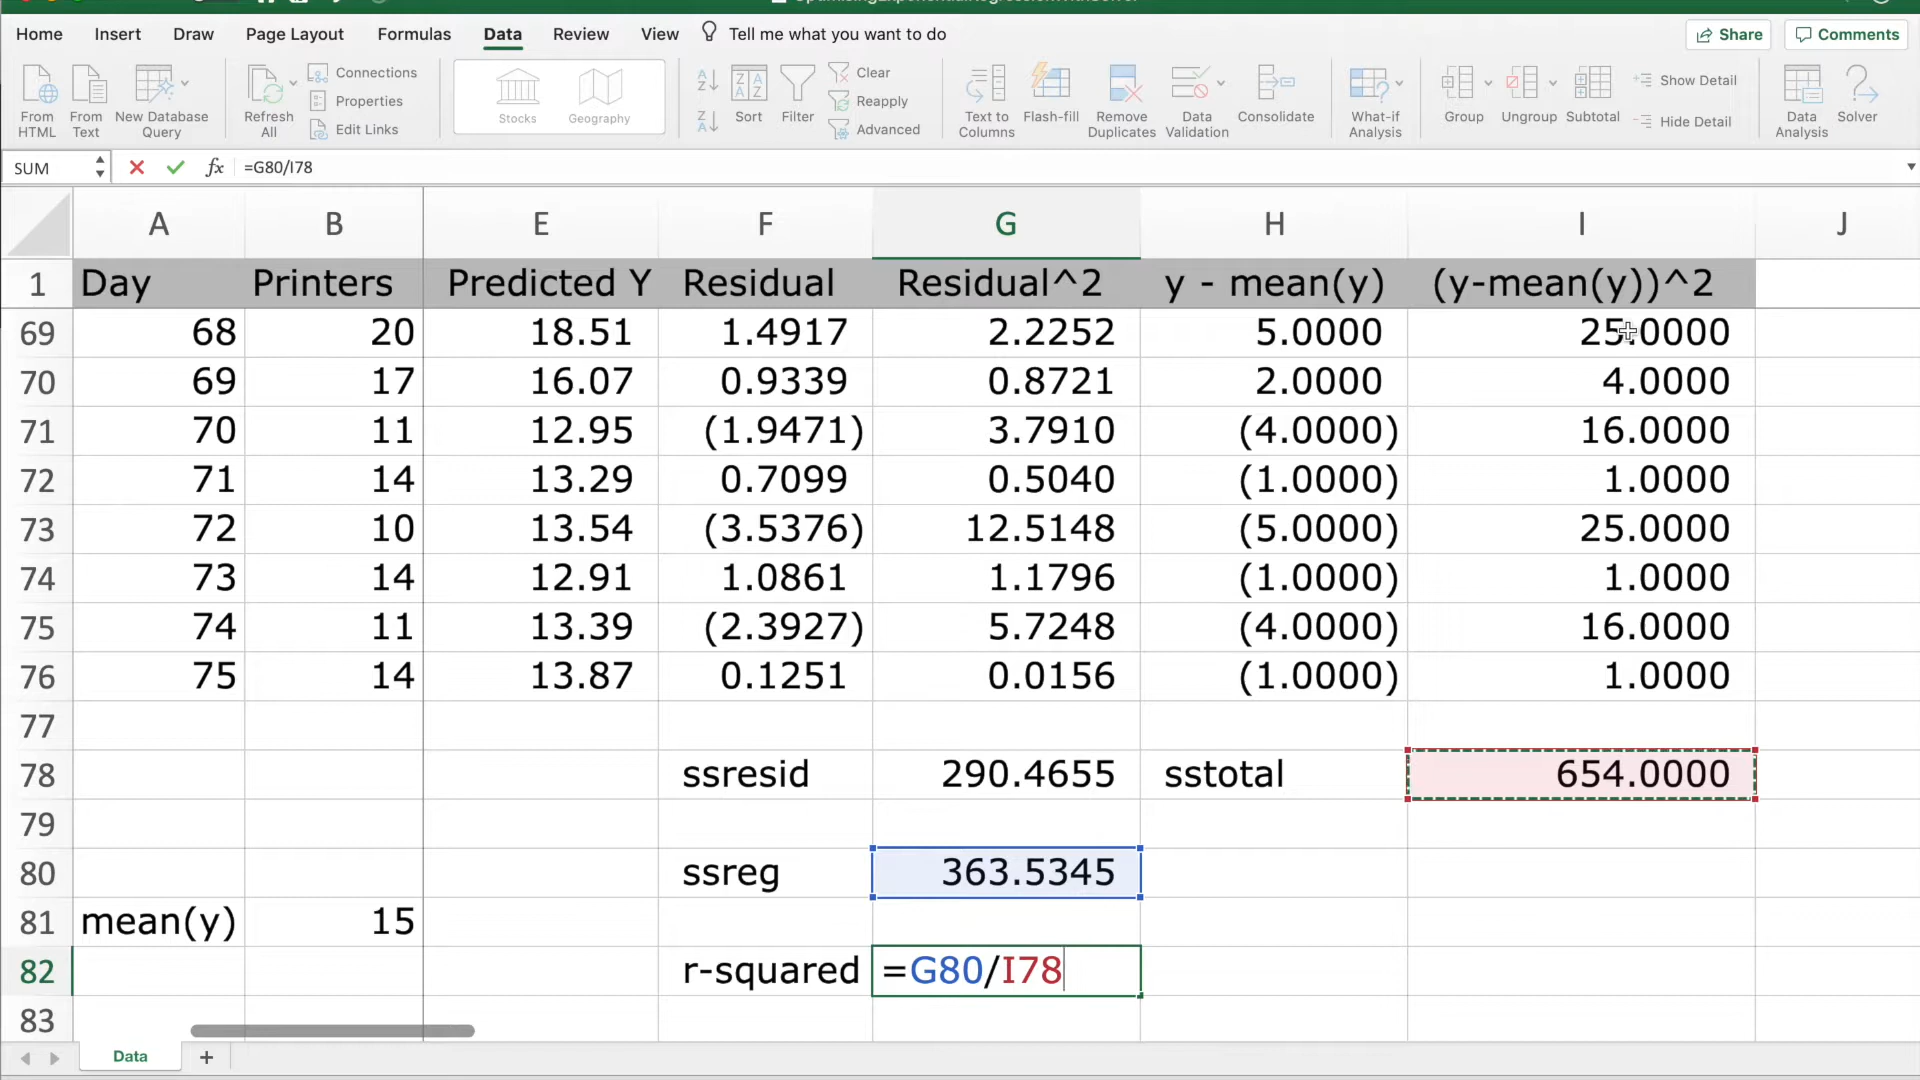 Home Insert Draw Page Layout Formulas Data Review View Tell me what you want to do Share Comments
From HTML
From Text
New Database Query
Refresh All
Connections
Properties
Edit Links
Stocks
Geography
Sort
Filter
Clear
Reapply
Advanced
Text to Columns
Flash-fill
Remove Duplicates
Data Validation
Consolidate
What-if Analysis
Group
Ungroup
Subtotal
Show Detail
Hide Detail
Data Analysis
Solver
SUM fx =G80/I78
A B E F G H I J
1 Day Printers Predicted Y Residual Residual^2 y - mean(y) (y-mean(y))^2
69 68 20 18.51 1.4917 2.2252 5.0000 25.0000
70 69 17 16.07 0.9339 0.8721 2.0000 4.0000
71 70 11 12.95 (1.9471) 3.7910 (4.0000) 16.0000
72 71 14 13.29 0.7099 0.5040 (1.0000) 1.0000
73 72 10 13.54 (3.5376) 12.5148 (5.0000) 25.0000
74 73 14 12.91 1.0861 1.1796 (1.0000) 1.0000
75 74 11 13.39 (2.3927) 5.7248 (4.0000) 16.0000
76 75 14 13.87 0.1251 0.0156 (1.0000) 1.0000
77
78 ssresid 290.4655 sstotal 654.0000
79
80 ssreg 363.5345
81 mean(y) 15
82 r-squared =G80/I78
83
Data +